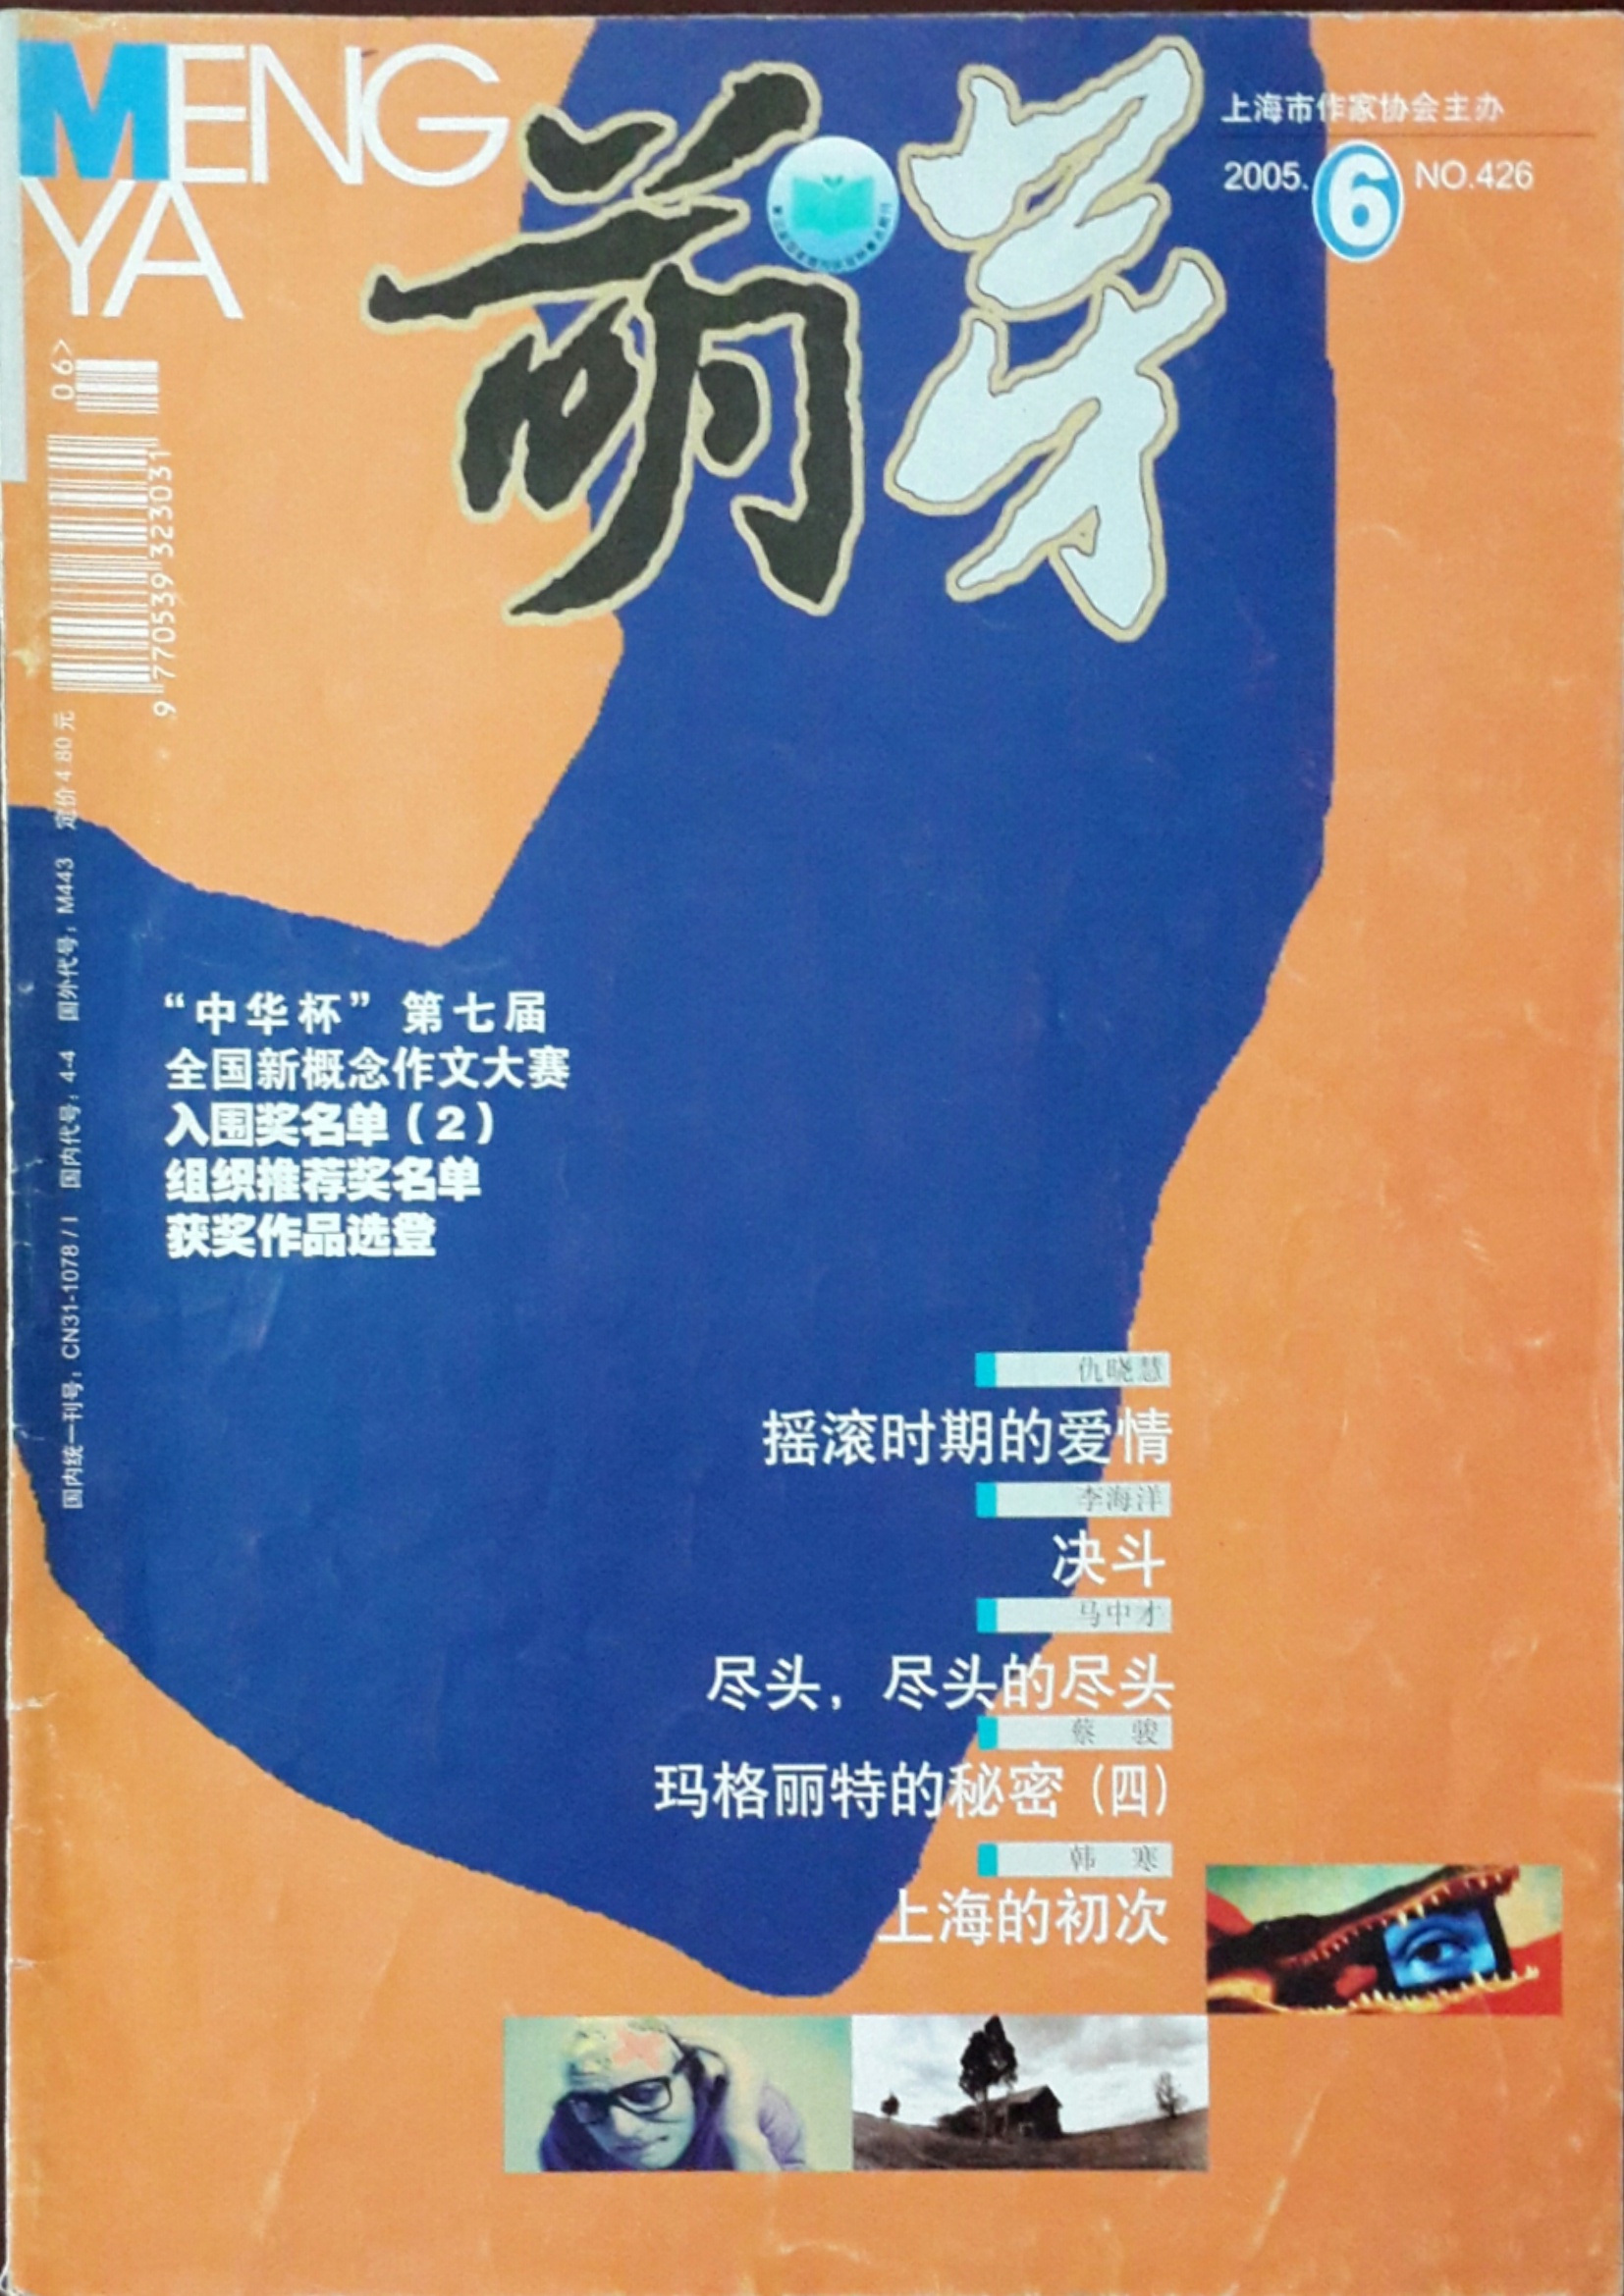 MENG
YA
萌芽
上海市作家协会主办
2005.6 NO.426
06>
9 770539 323031
国内统一刊号：CN31-1078/I 国内代号：4-4 国外代号：M443 定价 4.80 元
“中华杯”第七届
全国新概念作文大赛
入围奖名单（2）
组织推荐奖名单
获奖作品选登
仇晓慧
摇滚时期的爱情
李海洋
决斗
马中才
尽头，尽头的尽头
蔡 骏
玛格丽特的秘密（四）
韩 寒
上海的初次